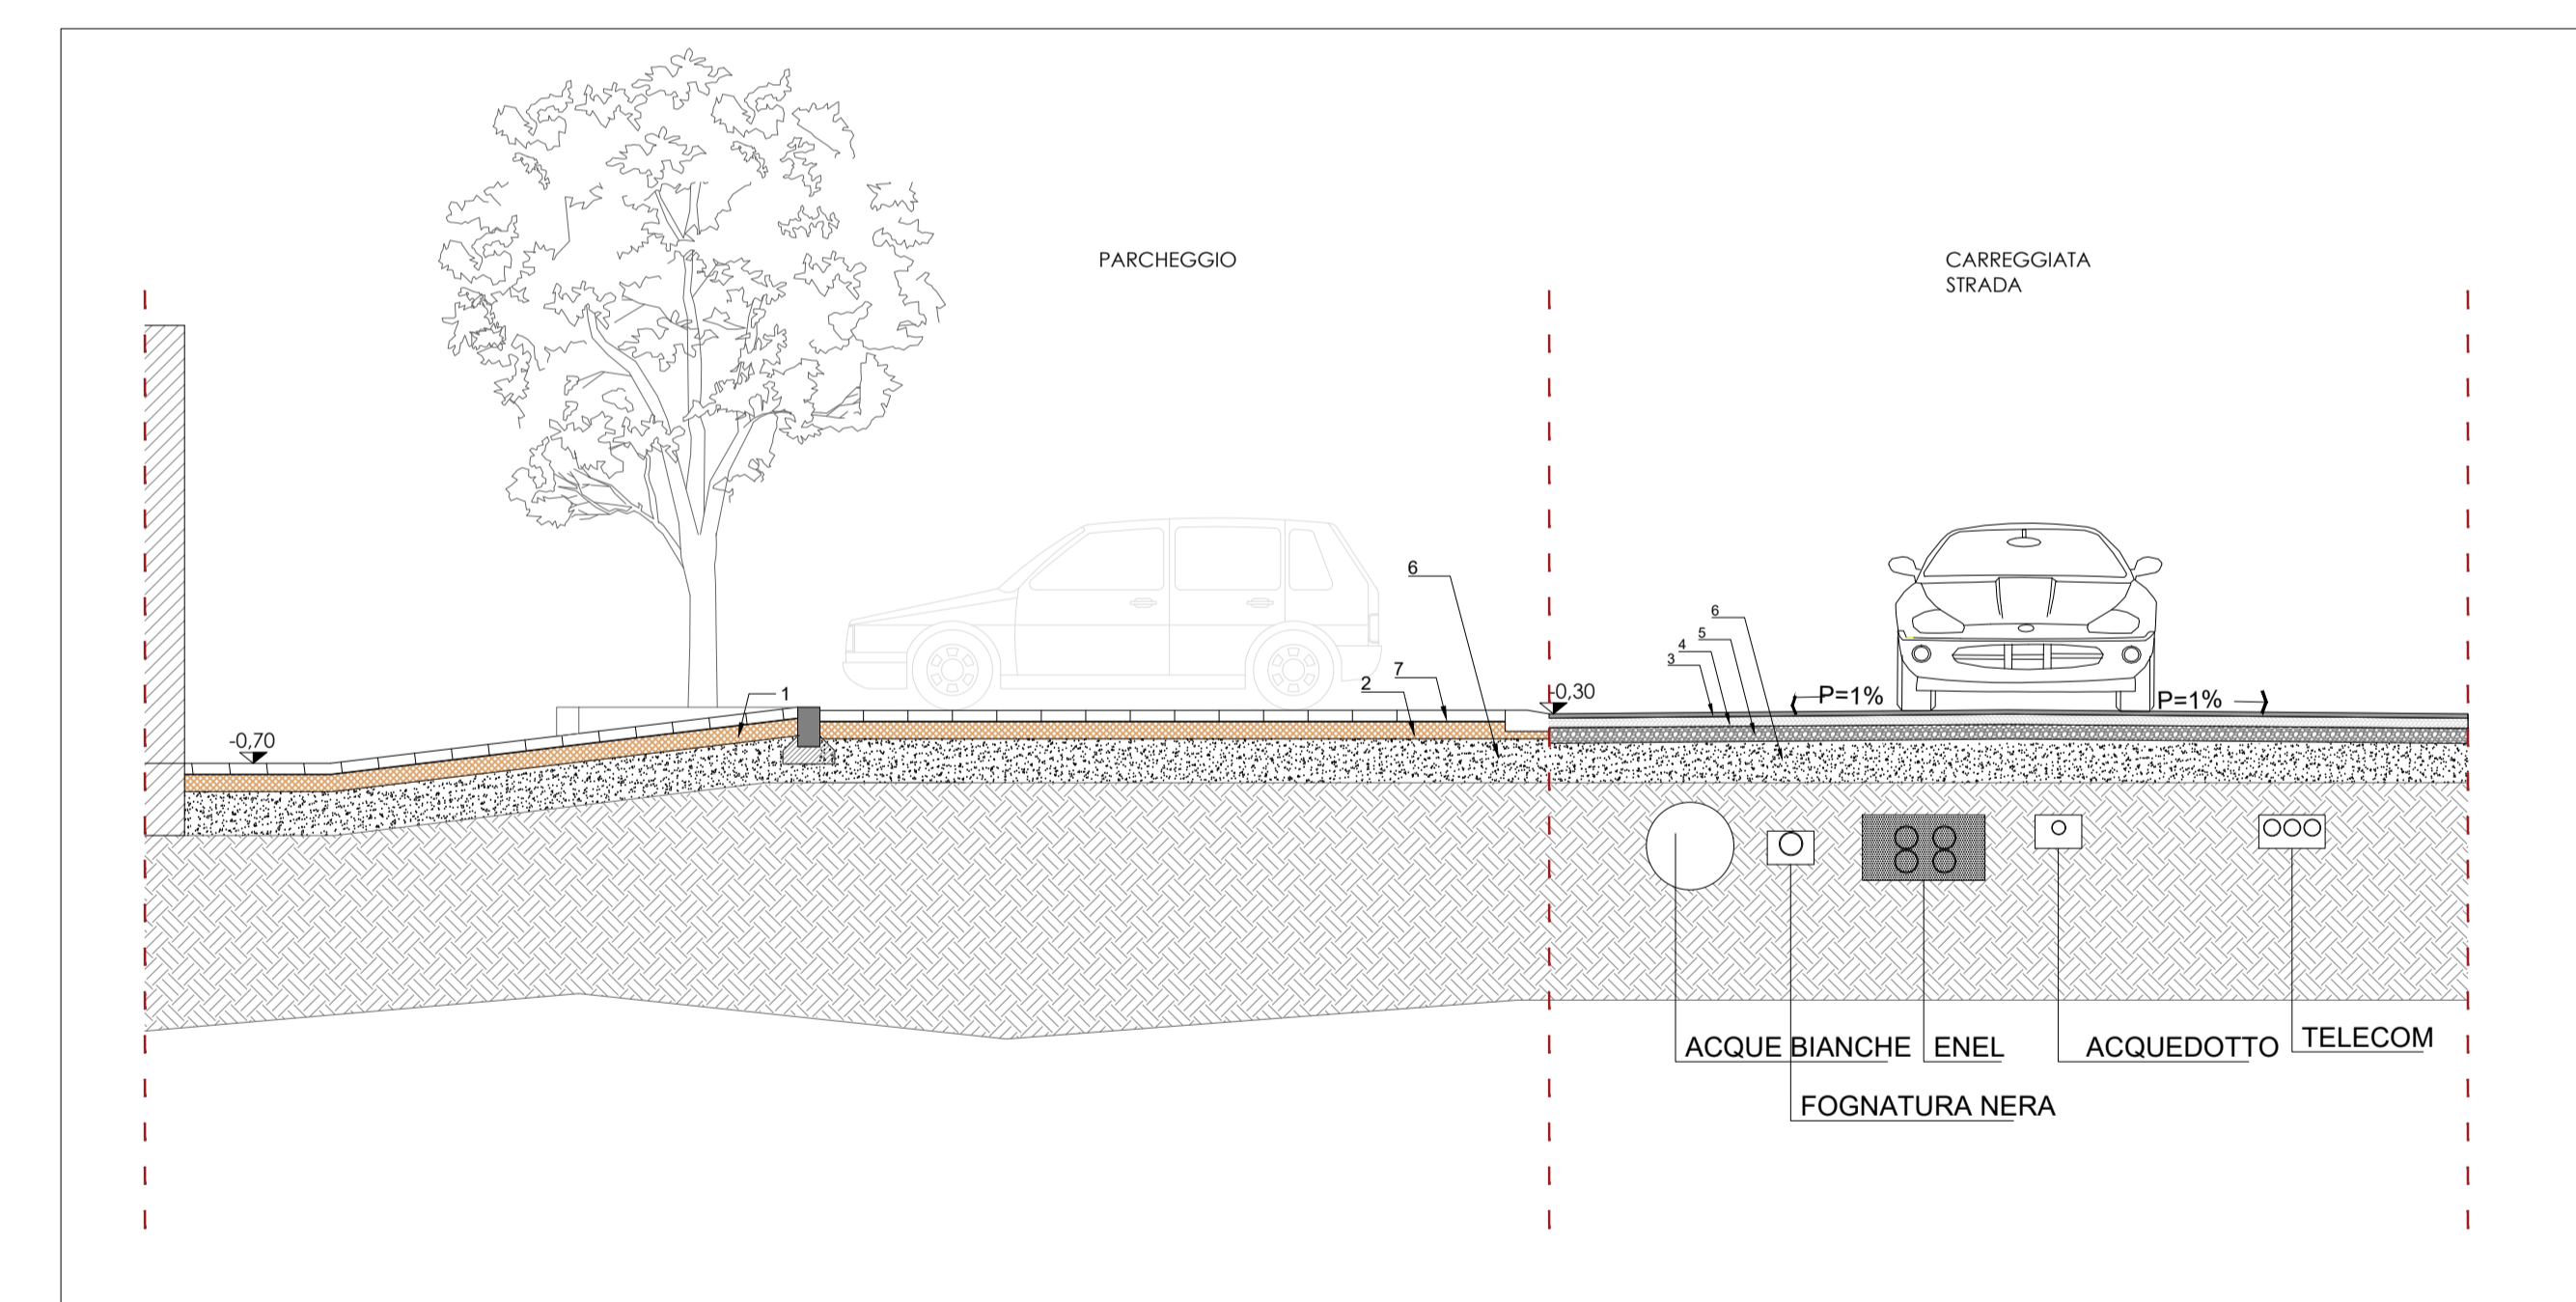 PARCHEGGIO
CARREGGIATA
STRADA
6
6
5
4
3
7
2
1
-0,30
P=1%
P=1%
-0,70
ACQUE BIANCHE
ENEL
ACQUEDOTTO
TELECOM
FOGNATURA NERA